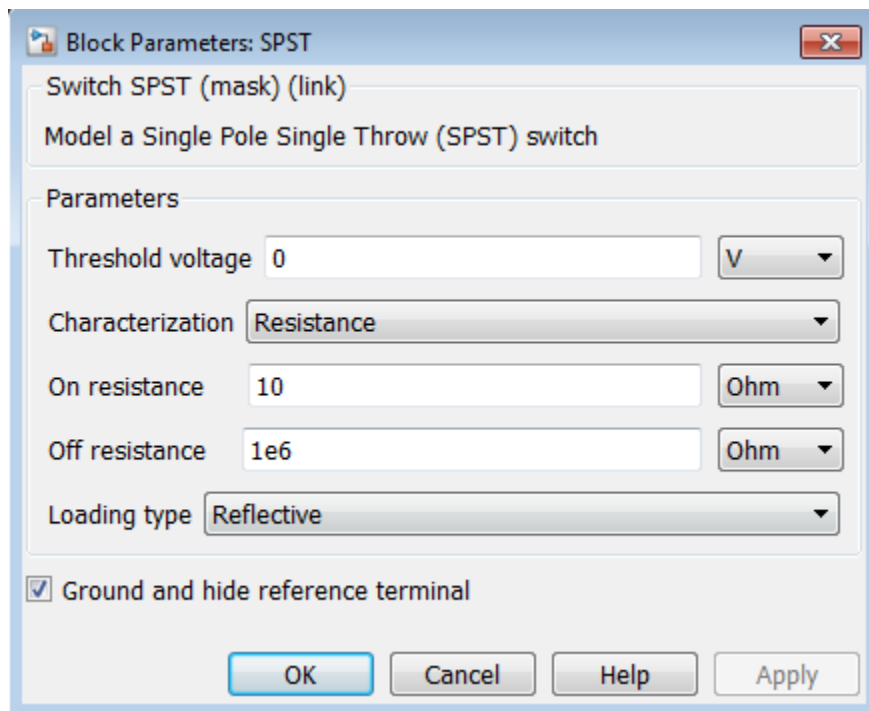 Block Parameters: SPST
Switch SPST (mask) (link)
Model a Single Pole Single Throw (SPST) switch
Parameters
Threshold voltage 0 V
Characterization Resistance
On resistance 10 Ohm
Off resistance 1e6 Ohm
Loading type Reflective
Ground and hide reference terminal
OK Cancel Help Apply